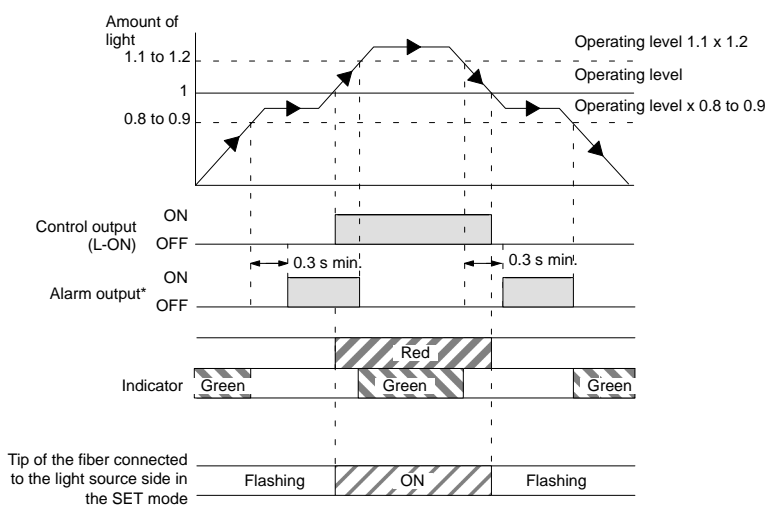 Amount of
light
Operating level 1.1 x 1.2
1.1 to 1.2
Operating level
1
Operating level x 0.8 to 0.9
0.8 to 0.9
Control output
(L-ON)
ON
OFF
0.3 s min.
0.3 s min.
Alarm output*
ON
OFF
Red
Indicator
Green
Green
Green
Tip of the fiber connected
to the light source side in
the SET mode
Flashing
ON
Flashing